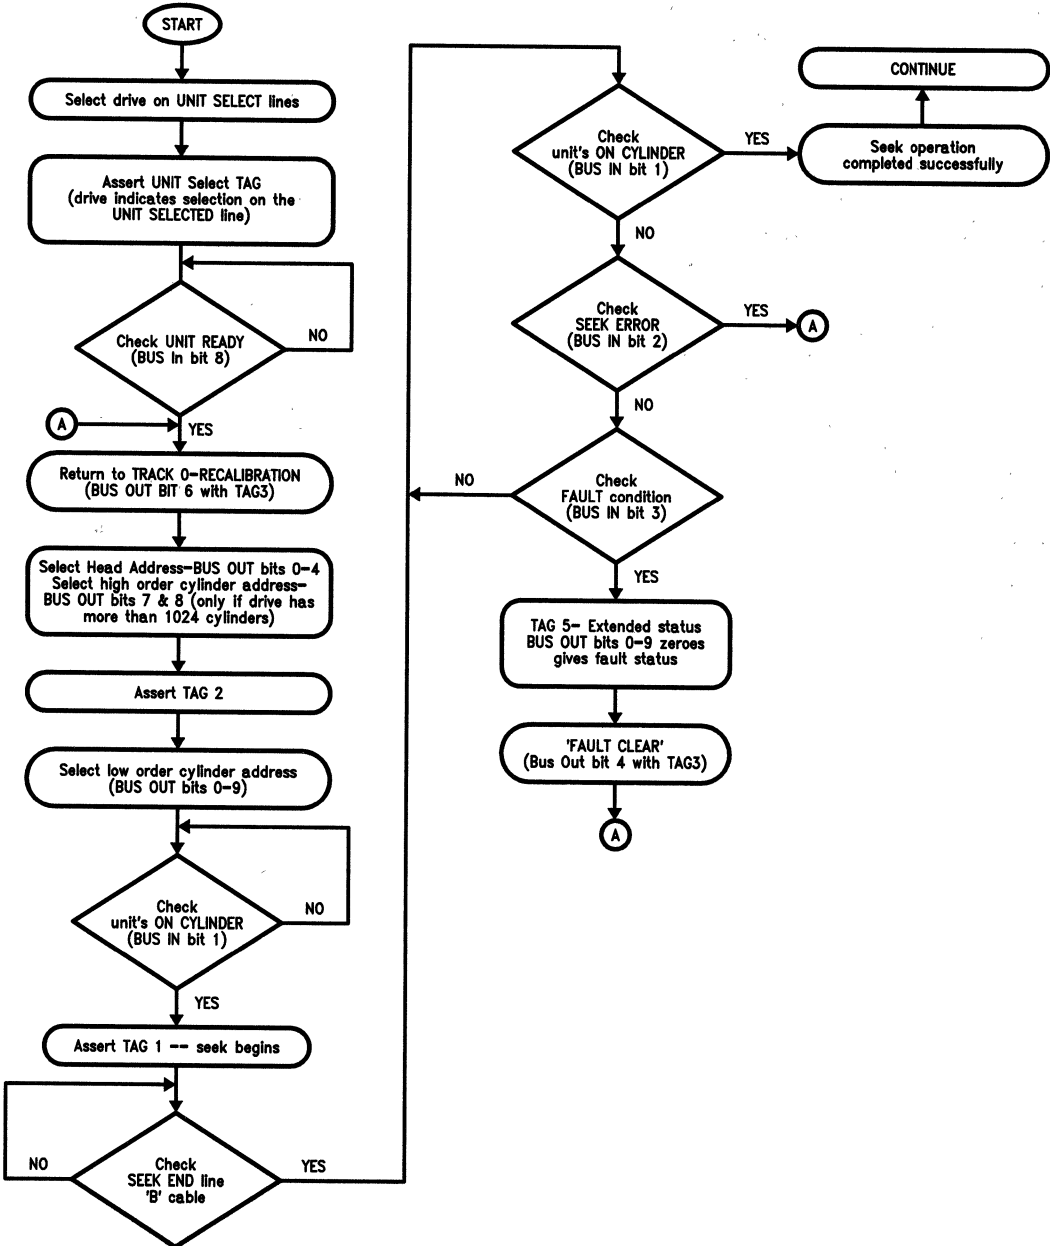 START
Select drive on UNIT SELECT lines
Assert UNIT Select TAG
(drive indicates selection on the
UNIT SELECTED line)
Check UNIT READY
(BUS In bit 8)
NO
A
YES
Return to TRACK 0-RECALIBRATION
(BUS OUT BIT 6 with TAG3)
Select Head Address-BUS OUT bits 0-4
Select high order cylinder address-
BUS OUT bits 7 & 8 (only if drive has
more than 1024 cylinders)
Assert TAG 2
Select low order cylinder address
(BUS OUT bits 0-9)
Check
unit's ON CYLINDER
(BUS IN bit 1)
NO
YES
Assert TAG 1 -- seek begins
Check
SEEK END line
'B' cable
NO
YES
Check
unit's ON CYLINDER
(BUS IN bit 1)
YES
Seek operation
completed successfully
CONTINUE
NO
Check
SEEK ERROR
(BUS IN bit 2)
YES
A
NO
Check
FAULT condition
(BUS IN bit 3)
NO
YES
TAG 5- Extended status
BUS OUT bits 0-9 zeroes
gives fault status
'FAULT CLEAR'
(Bus Out bit 4 with TAG3)
A